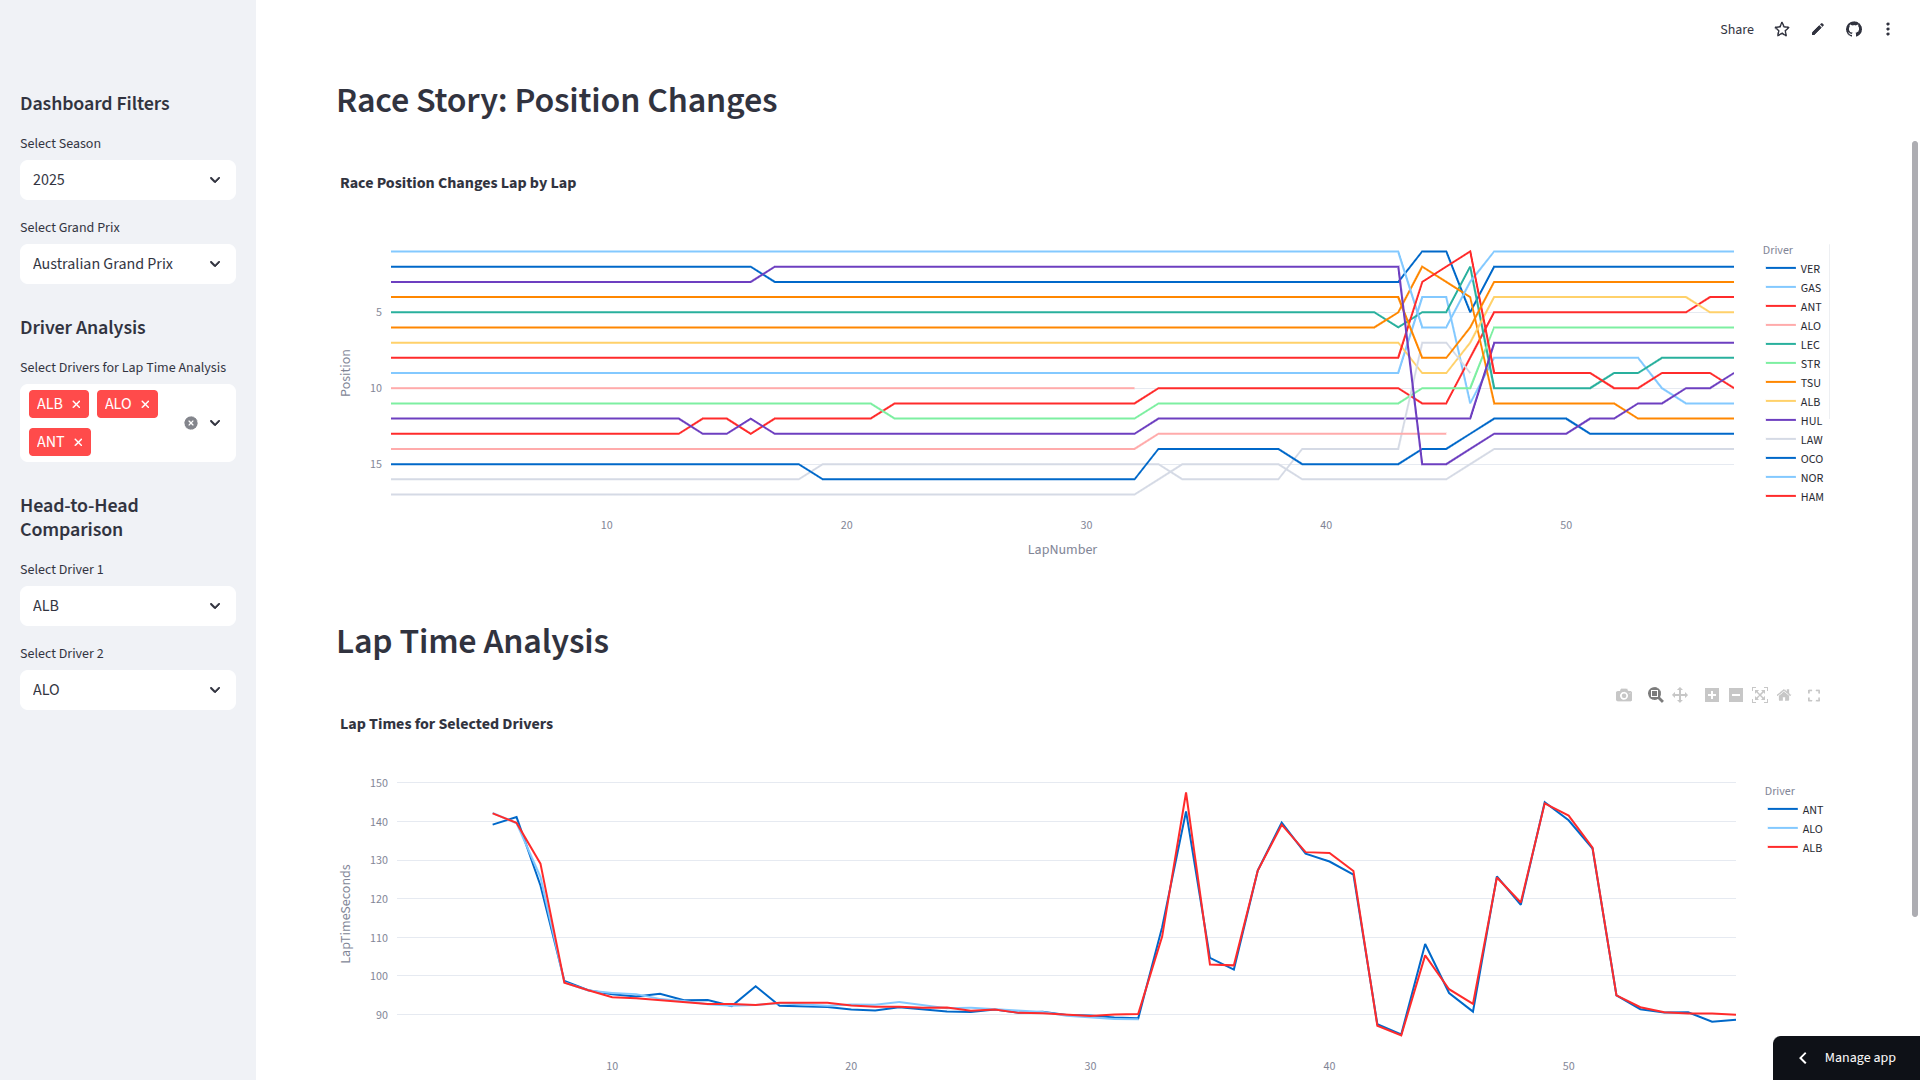 Share
Dashboard Filters
Select Season
2025
Select Grand Prix
Australian Grand Prix
Driver Analysis
Select Drivers for Lap Time Analysis
ALB
ALO
ANT
Head-to-Head
Comparison
Select Driver 1
ALB
Select Driver 2
ALO
Race Story: Position Changes
Race Position Changes Lap by Lap
Position
5
10
15
10
20
30
40
50
LapNumber
Driver
VER
GAS
ANT
ALO
LEC
STR
TSU
ALB
HUL
LAW
OCO
NOR
HAM
Lap Time Analysis
Lap Times for Selected Drivers
LapTimeSeconds
150
140
130
120
110
100
90
10
20
30
40
50
Driver
ANT
ALO
ALB
Manage app